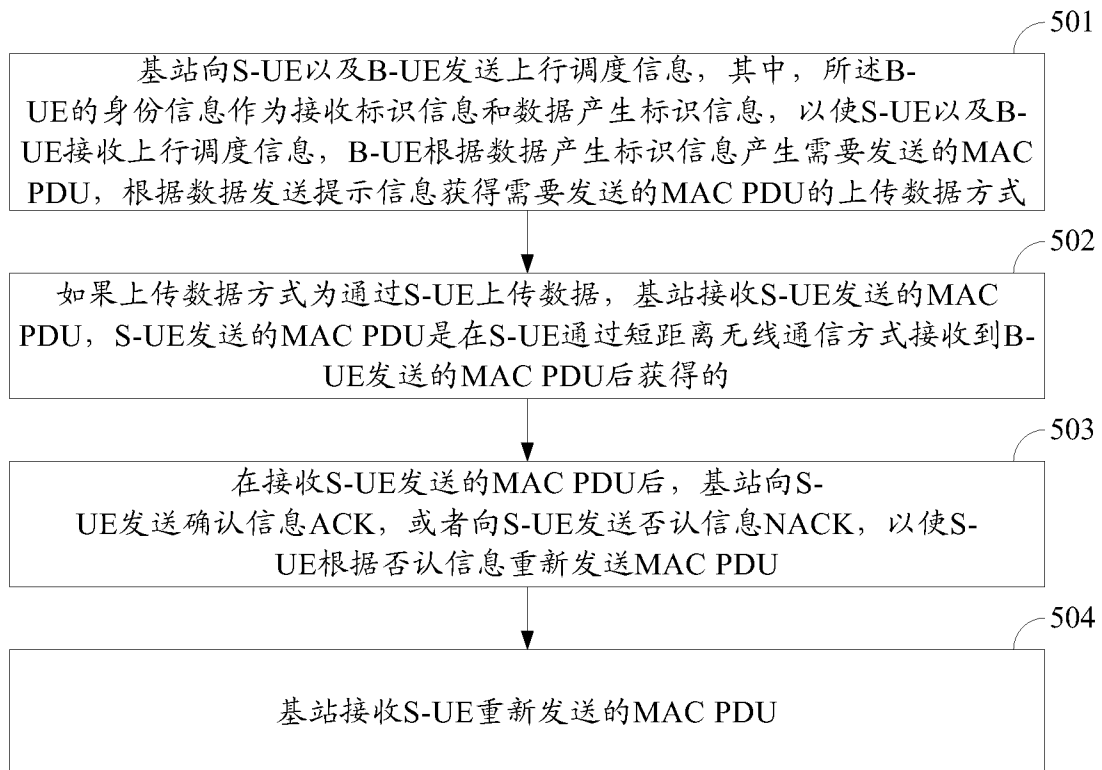 501
基站向S-UE以及B-UE发送上行调度信息，其中，所述B-
UE的身份信息作为接收标识信息和数据产生标识信息，以使S-UE以及B-
UE接收上行调度信息，B-UE根据数据产生标识信息产生需要发送的MAC
PDU，根据数据发送提示信息获得需要发送的MAC PDU的上传数据方式
502
如果上传数据方式为通过S-UE上传数据，基站接收S-UE发送的MAC
PDU，S-UE发送的MAC PDU是在S-UE通过短距离无线通信方式接收到B-
UE发送的MAC PDU后获得的
503
在接收S-UE发送的MAC PDU后，基站向S-
UE发送确认信息ACK，或者向S-UE发送否认信息NACK，以使S-
UE根据否认信息重新发送MAC PDU
504
基站接收S-UE重新发送的MAC PDU